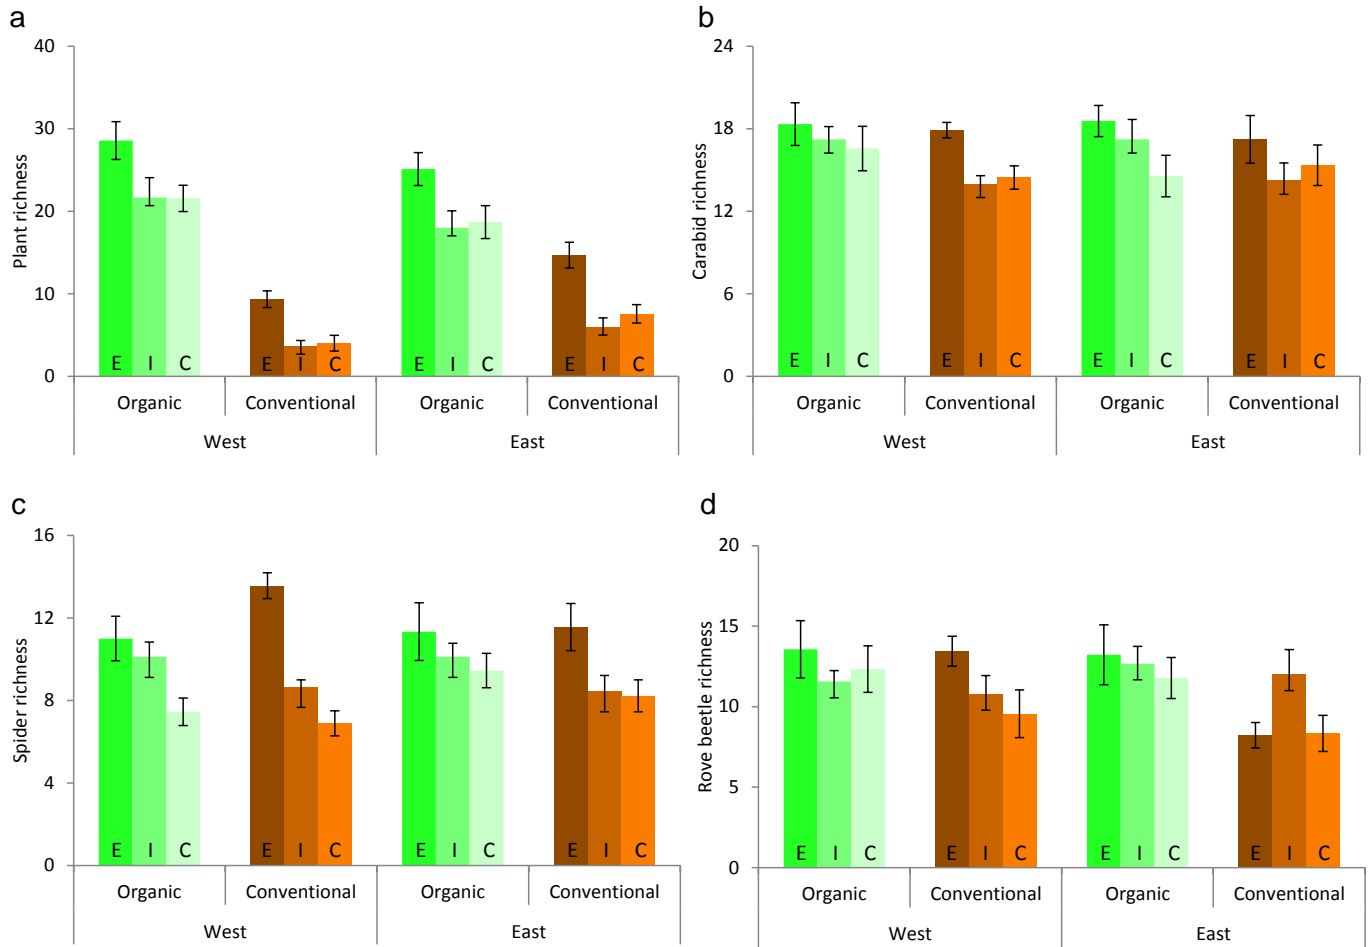 a
40
30
20
10
0
Plant richness
E I C E I C E I C E I C
Organic Conventional Organic Conventional
West East
b
24
18
12
6
0
Carabid richness
E I C E I C E I C E I C
Organic Conventional Organic Conventional
West East
c
16
12
8
4
0
Spider richness
E I C E I C E I C E I C
Organic Conventional Organic Conventional
West East
d
20
15
10
5
0
Rove beetle richness
E I C E I C E I C E I C
Organic Conventional Organic Conventional
West East